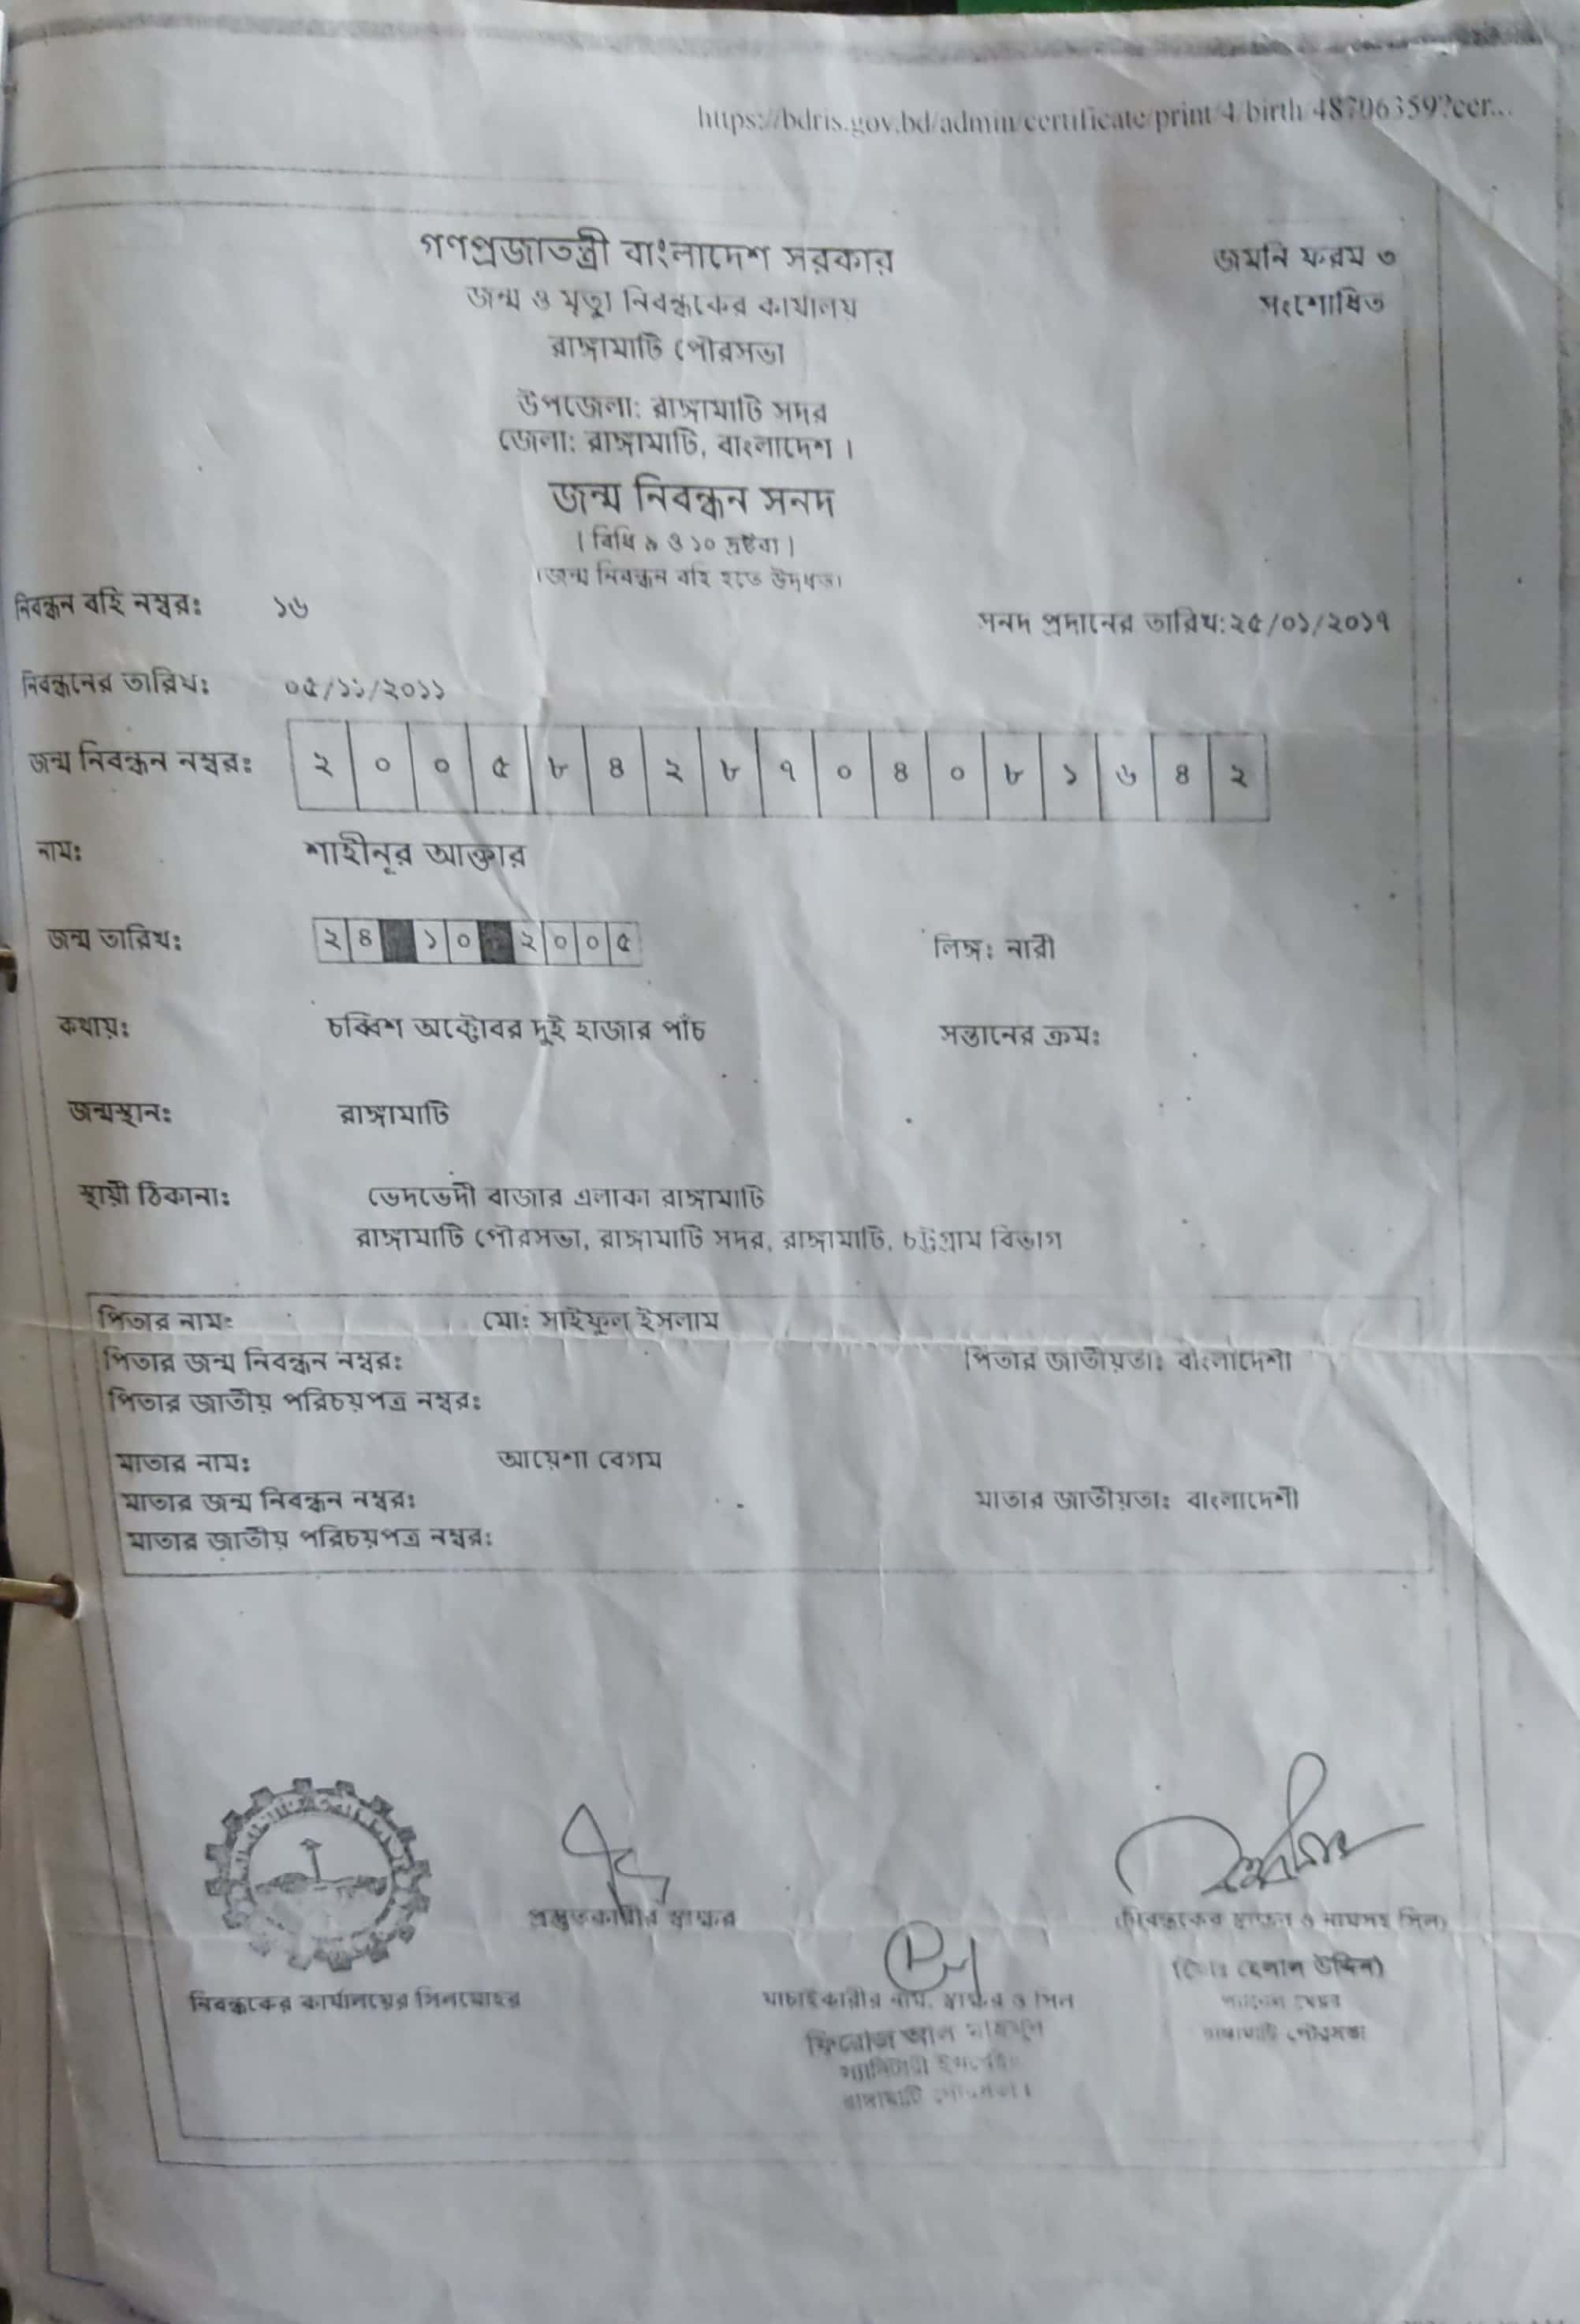 https://bdris.gov.bd/admin/certificate/print/4/birth/48706359?cer...
গণপ্রজাতন্ত্রী বাংলাদেশ সরকার
জমনি ফরম ৩
জন্ম ও মৃত্যু নিবন্ধকের কার্যালয়
সংশোধিত
রাঙ্গামাটি পৌরসভা
উপজেলা: রাঙ্গামাটি সদর
জেলা: রাঙ্গামাটি, বাংলাদেশ ।
জন্ম নিবন্ধন সনদ
। বিধি ৯ ও ১০ দ্রষ্টব্য ।
।জন্ম নিবন্ধন বহি হতে উদ্ধৃত।
নিবন্ধন বহি নম্বর: ১৬
সনদ প্রদানের তারিখ:২৫/০১/২০১৭
নিবন্ধনের তারিখ: ০৫/১১/২০১১
জন্ম নিবন্ধন নম্বর: ২ ০ ০ ৫ ৮ ৪ ২ ৮ ৭ ০ ৪ ০ ৮ ১ ৬ ৪ ২
নাম: শাহীনূর আক্তার
জন্ম তারিখ: ২৪ ১০ ২০০৫ লিঙ্গ: নারী
কথায়: চব্বিশ অক্টোবর দুই হাজার পাঁচ সন্তানের ক্রম:
জন্মস্থান: রাঙ্গামাটি
স্থায়ী ঠিকানা: ভেদভেদী বাজার এলাকা রাঙ্গামাটি
রাঙ্গামাটি পৌরসভা, রাঙ্গামাটি সদর, রাঙ্গামাটি, চট্টগ্রাম বিভাগ
পিতার নাম: মো: সাইফুল ইসলাম
পিতার জন্ম নিবন্ধন নম্বর: পিতার জাতীয়তা: বাংলাদেশী
পিতার জাতীয় পরিচয়পত্র নম্বর:
মাতার নাম: আয়েশা বেগম
মাতার জন্ম নিবন্ধন নম্বর: মাতার জাতীয়তা: বাংলাদেশী
মাতার জাতীয় পরিচয়পত্র নম্বর:
প্রস্তুতকারীর স্বাক্ষর
(নিবন্ধকের স্বাক্ষর ও নামসহ সিল)
(মোঃ হেলাল উদ্দিন)
নিবন্ধকের কার্যালয়ের সিলমোহর
যাচাইকারীর নাম, স্বাক্ষর ও সিল
প্যানেল মেয়র
রাঙ্গামাটি পৌরসভা
ফিরোজ আল মাহমুদ
স্যানিটারী ইন্সপেক্টর
রাঙ্গামাটি পৌরসভা।